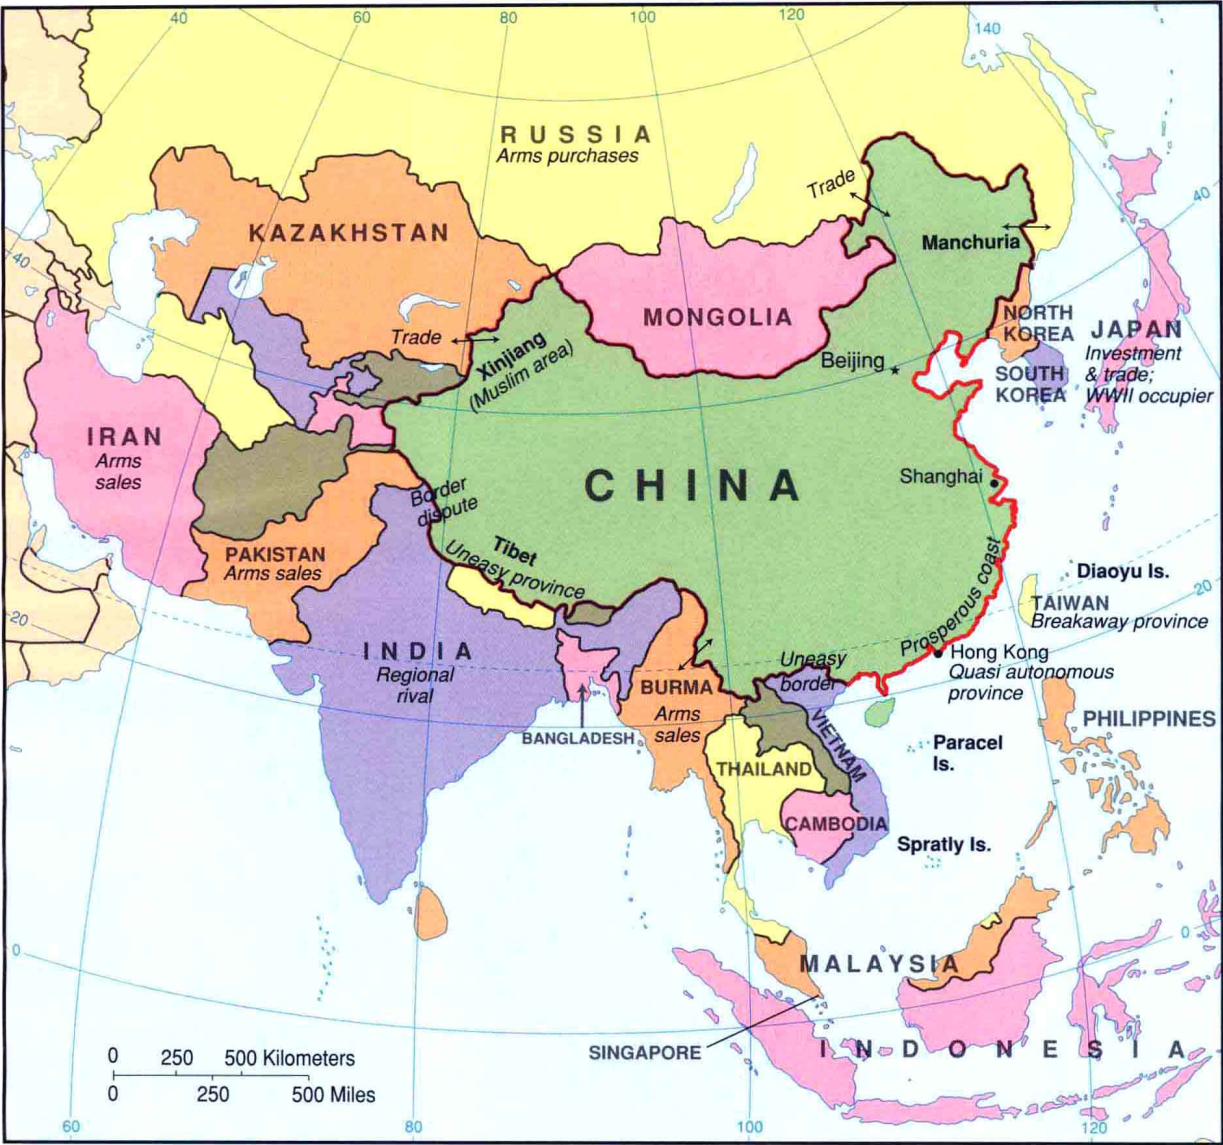 40
60
80
100
120
140
RUSSIA
Arms purchases
Trade
40
40
KAZAKHSTAN
Manchuria
MONGOLIA
NORTH
KOREA
JAPAN
Investment
& trade;
WWII occupier
Trade
Xinjiang
(Muslim area)
Beijing
SOUTH
KOREA
IRAN
Arms
sales
CHINA
Shanghai
Border
dispute
PAKISTAN
Arms sales
Tibet
Uneasy province
Prosperous coast
Diaoyu Is.
20
20
TAIWAN
Breakaway province
INDIA
Regional
rival
Uneasy
border
Hong Kong
Quasi autonomous
province
BURMA
Arms
sales
BANGLADESH
VIETNAM
PHILIPPINES
Paracel
Is.
THAILAND
CAMBODIA
Spratly Is.
0
0
MALAYSIA
SINGAPORE
INDONESIA
0 250 500 Kilometers
0 250 500 Miles
60
80
100
120